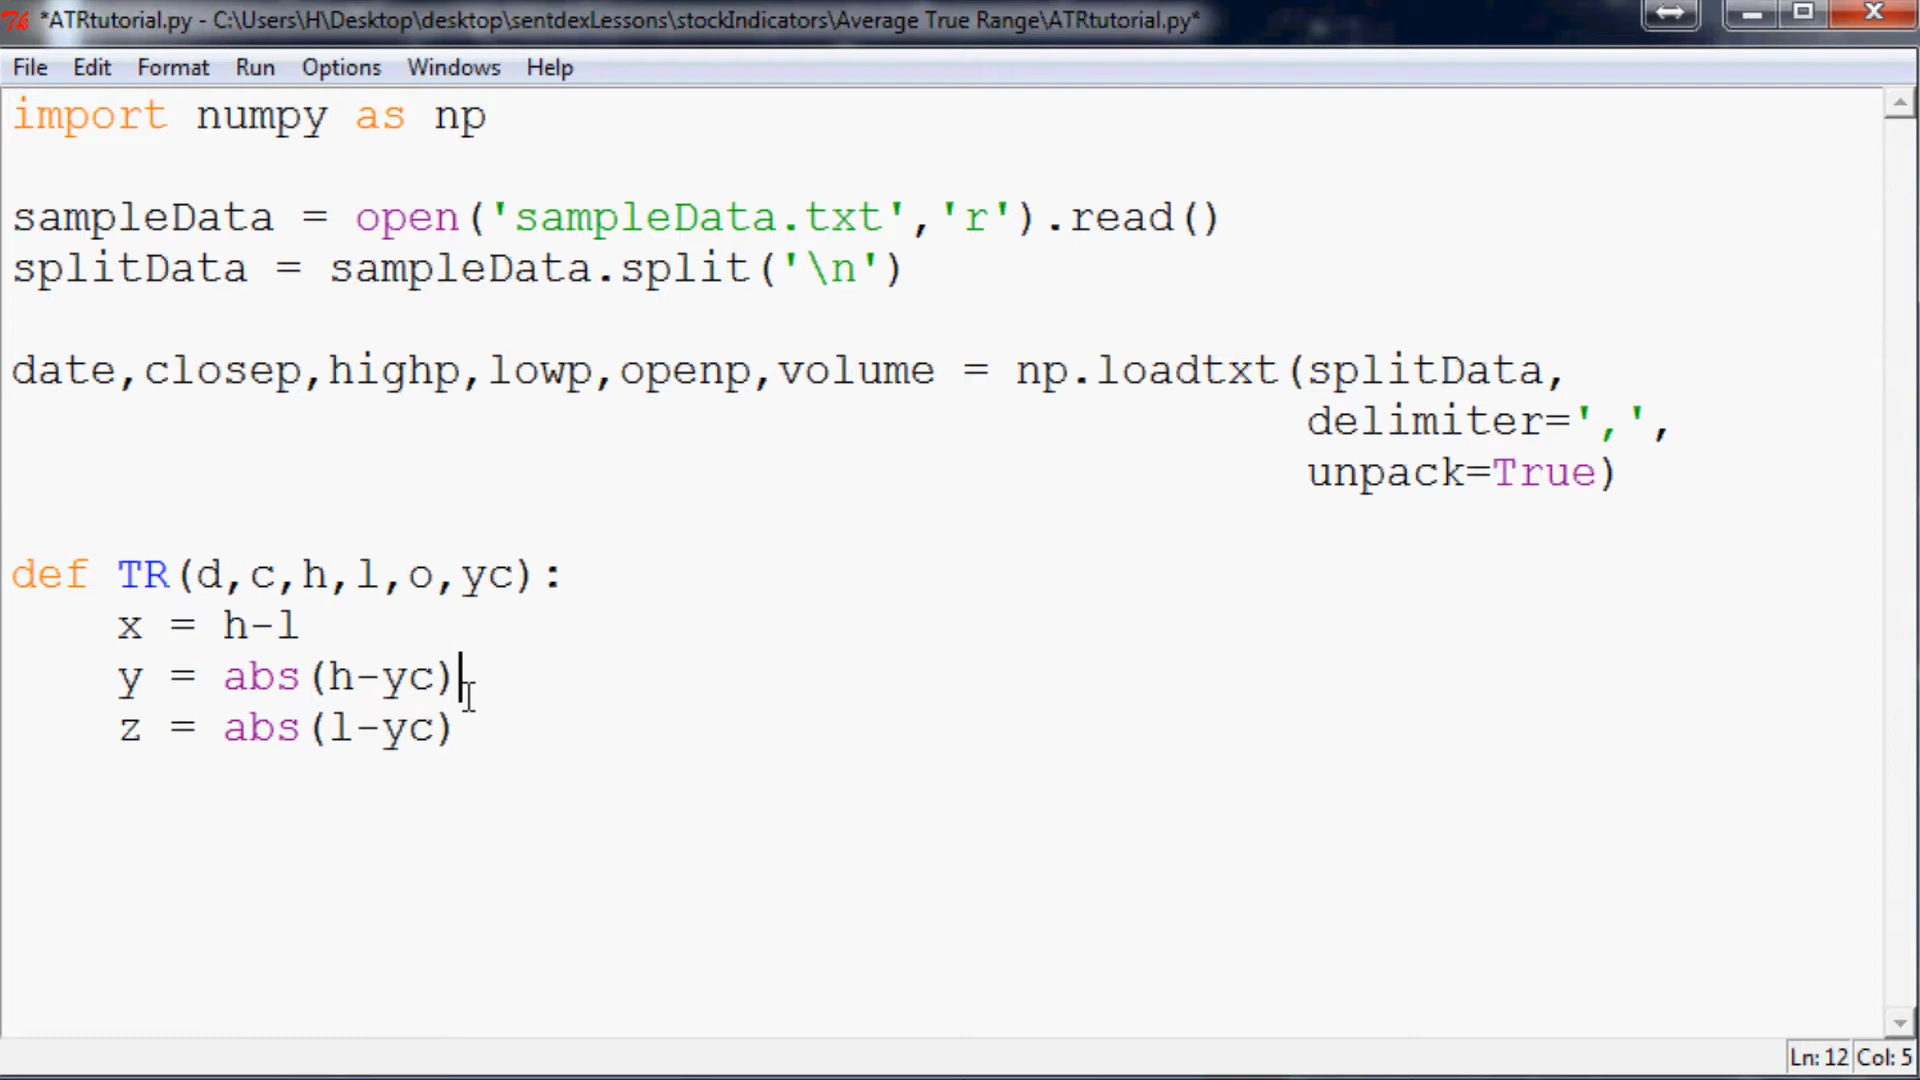 *ATRtutorial.py - C:\Users\H\Desktop\desktop\sentdexLessons\stockIndicators\Average True Range\ATRtutorial.py*
File Edit Format Run Options Windows Help
import numpy as np
sampleData = open('sampleData.txt','r').read()
splitData = sampleData.split('\n')
date,closep,highp,lowp,openp,volume = np.loadtxt(splitData,
delimiter=',',
unpack=True)
def TR(d,c,h,l,o,yc):
x = h-l
y = abs(h-yc)
z = abs(l-yc)
Ln: 12 Col: 5